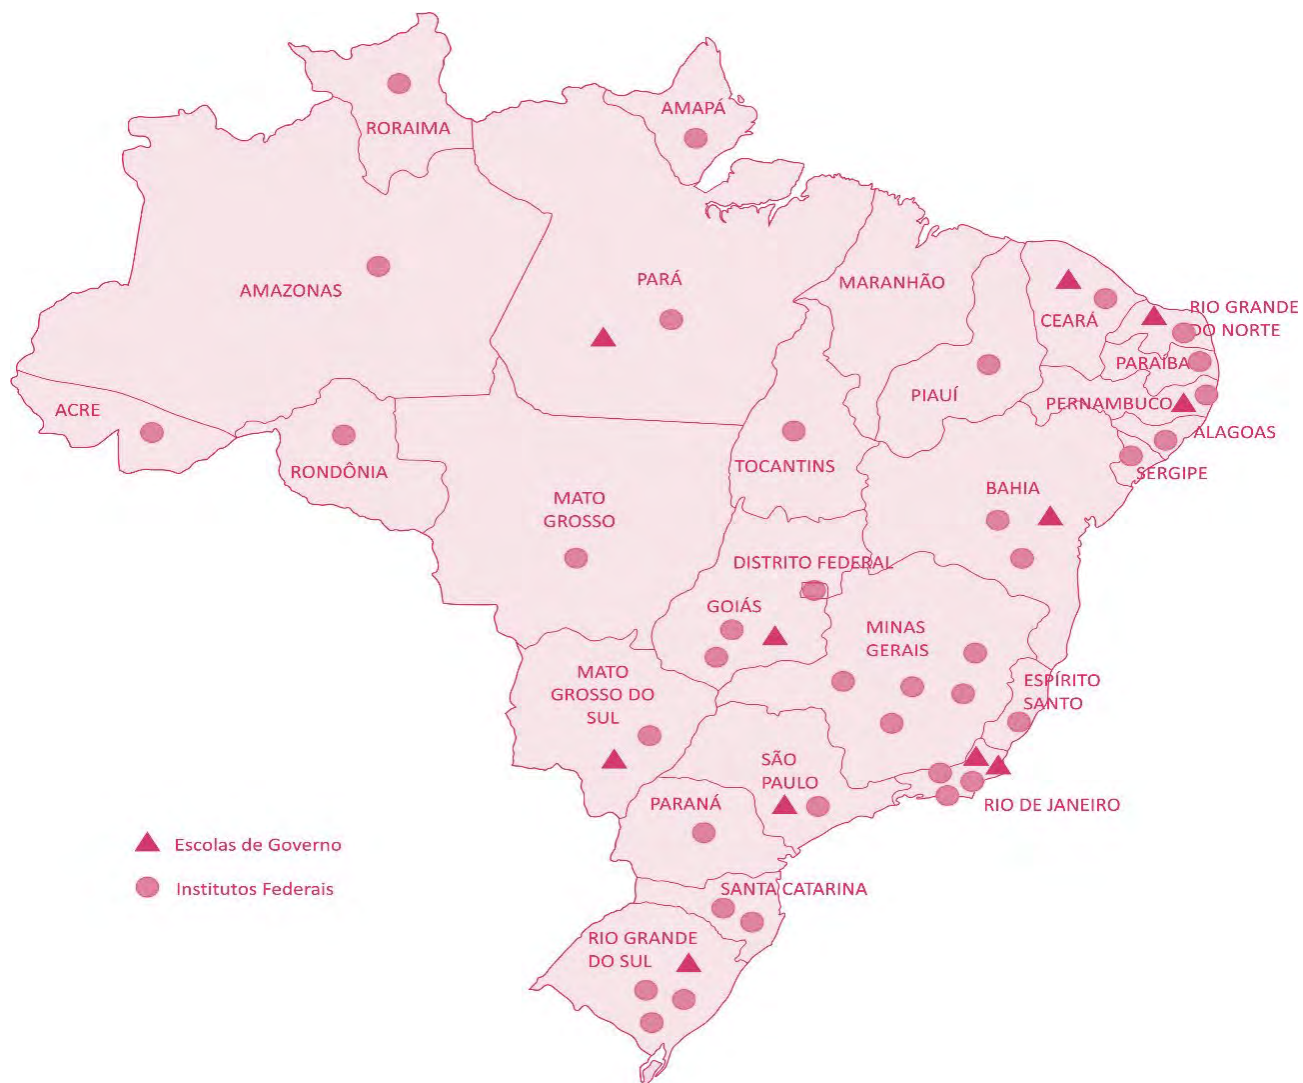 RORAIMA
AMAPÁ
AMAZONAS
PARÁ
MARANHÃO
CEARÁ
RIO GRANDE
DO NORTE
PARAÍBA
PIAUÍ
PERNAMBUCO
ACRE
ALAGOAS
RONDÔNIA
TOCANTINS
SERGIPE
BAHIA
MATO
GROSSO
DISTRITO FEDERAL
GOIÁS
MINAS
GERAIS
MATO
GROSSO DO
SUL
ESPÍRITO
SANTO
SÃO
PAULO
RIO DE JANEIRO
PARANÁ
Escolas de Governo
Institutos Federais
SANTA CATARINA
RIO GRANDE
DO SUL